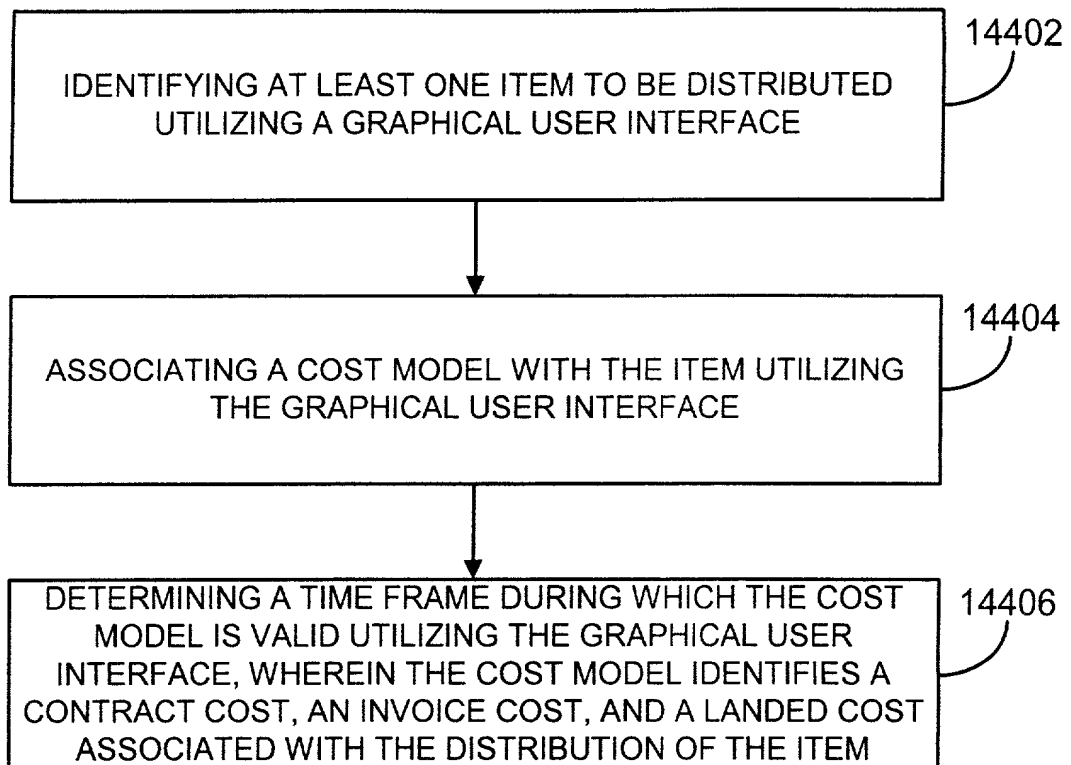 14402
IDENTIFYING AT LEAST ONE ITEM TO BE DISTRIBUTED
UTILIZING A GRAPHICAL USER INTERFACE
14404
ASSOCIATING A COST MODEL WITH THE ITEM UTILIZING
THE GRAPHICAL USER INTERFACE
14406
DETERMINING A TIME FRAME DURING WHICH THE COST
MODEL IS VALID UTILIZING THE GRAPHICAL USER
INTERFACE, WHEREIN THE COST MODEL IDENTIFIES A
CONTRACT COST, AN INVOICE COST, AND A LANDED COST
ASSOCIATED WITH THE DISTRIBUTION OF THE ITEM